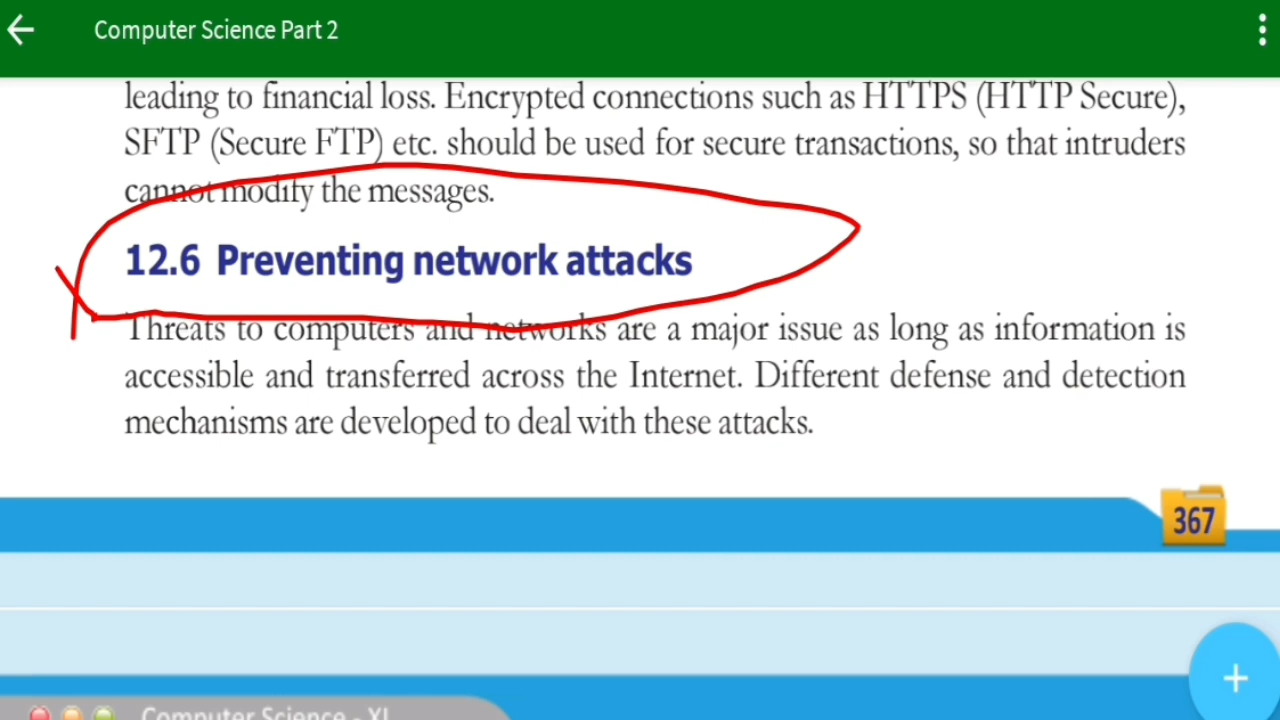 Computer Science Part 2
leading to financial loss. Encrypted connections such as HTTPS (HTTP Secure),
SFTP (Secure FTP) etc. should be used for secure transactions, so that intruders
cannot modify the messages.
12.6 Preventing network attacks
Threats to computers and networks are a major issue as long as information is
accessible and transferred across the Internet. Different defense and detection
mechanisms are developed to deal with these attacks.
367
Computer Science - XI